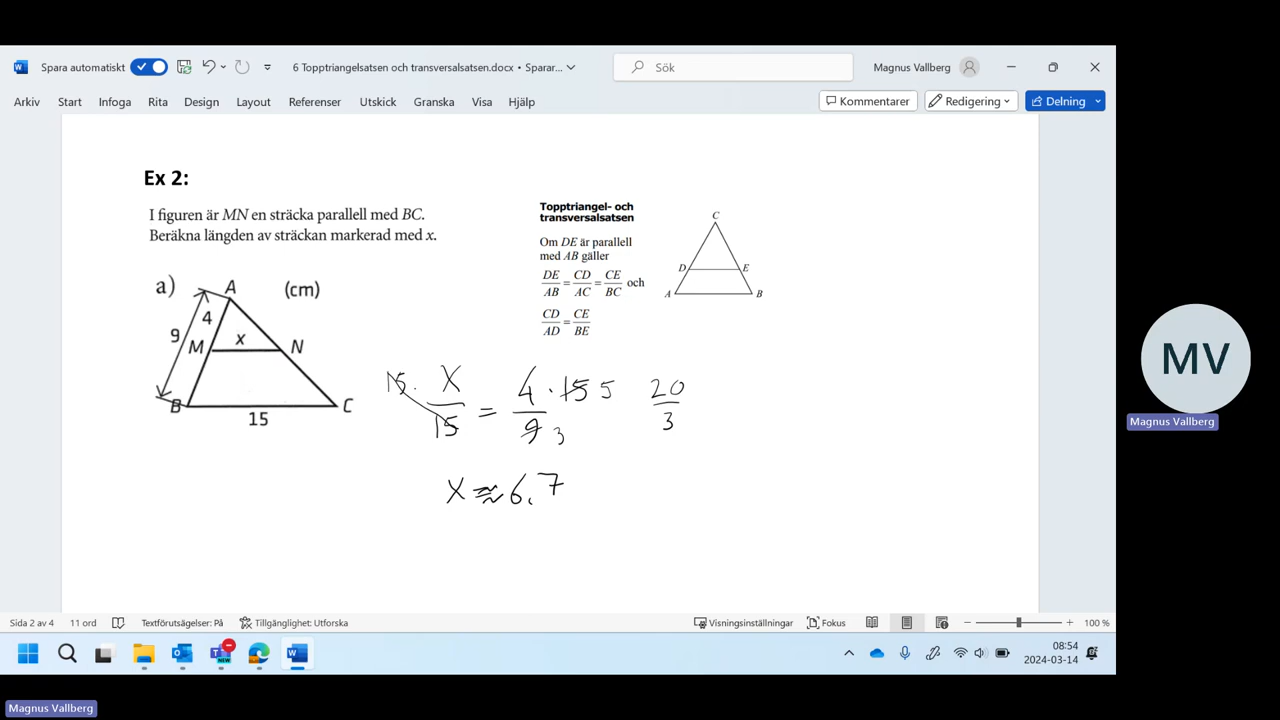 Spara automatiskt
6 Topptriangelsatsen och transversalsatsen.docx • Sparar...
Sök
Magnus Vallberg
Arkiv Start Infoga Rita Design Layout Referenser Utskick Granska Visa Hjälp
Kommentarer
Redigering
Delning
Ex 2:
I figuren är MN en sträcka parallell med BC.
Beräkna längden av sträckan markerad med x.
a)
A
(cm)
4
9
x
M
N
B
C
15
Topptriangel- och
transversalsatsen
Om DE är parallell
med AB gäller
DE/AB = CD/AC = CE/BC och
CD/AD = CE/BE
C
D
E
A
B
15 · x/15 = 4/9 · 15 5 20/3
3
x ≈ 6,7
MV
Magnus Vallberg
Sida 2 av 4
11 ord
Textförutsägelser: På
Tillgänglighet: Utforska
Visningsinställningar
Fokus
100 %
NEW
08:54
2024-03-14
Magnus Vallberg